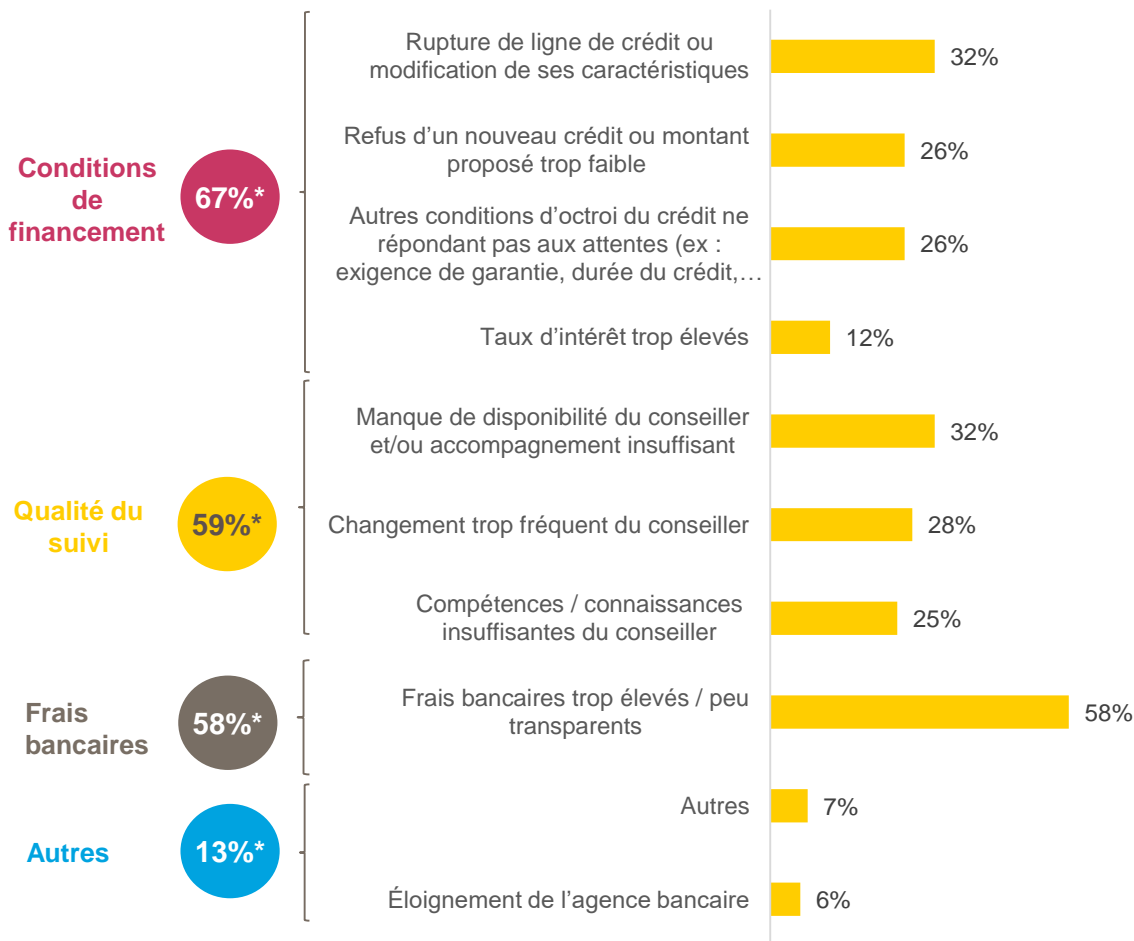 Conditions
de
financement
67%*
Rupture de ligne de crédit ou
modification de ses caractéristiques
32%
Refus d’un nouveau crédit ou montant
proposé trop faible
26%
Autres conditions d’octroi du crédit ne
répondant pas aux attentes (ex :
exigence de garantie, durée du crédit,…
26%
Taux d’intérêt trop élevés
12%
Qualité du
suivi
59%*
Manque de disponibilité du conseiller
et/ou accompagnement insuffisant
32%
Changement trop fréquent du conseiller
28%
Compétences / connaissances
insuffisantes du conseiller
25%
Frais
bancaires
58%*
Frais bancaires trop élevés / peu
transparents
58%
Autres
13%*
Autres
7%
Éloignement de l’agence bancaire
6%